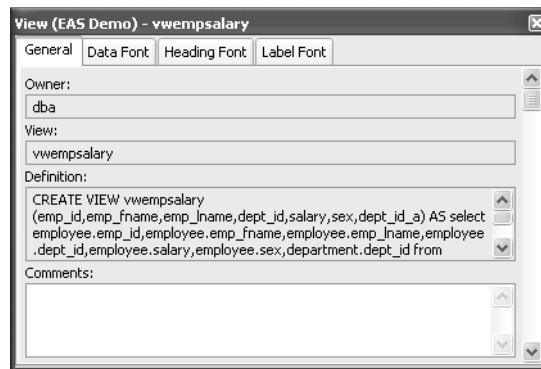 View (EAS Demo) - vwempsalary
General Data Font Heading Font Label Font
Owner:
dba
View:
vwempsalary
Definition:
CREATE VIEW vwempsalary
(emp_id,emp_fname,emp_lname,dept_id,salary,sex,dept_id_a) AS select
employee.emp_id,employee.emp_fname,employee.emp_lname,employee
.dept_id,employee.salary,employee.sex,department.dept_id from
Comments: